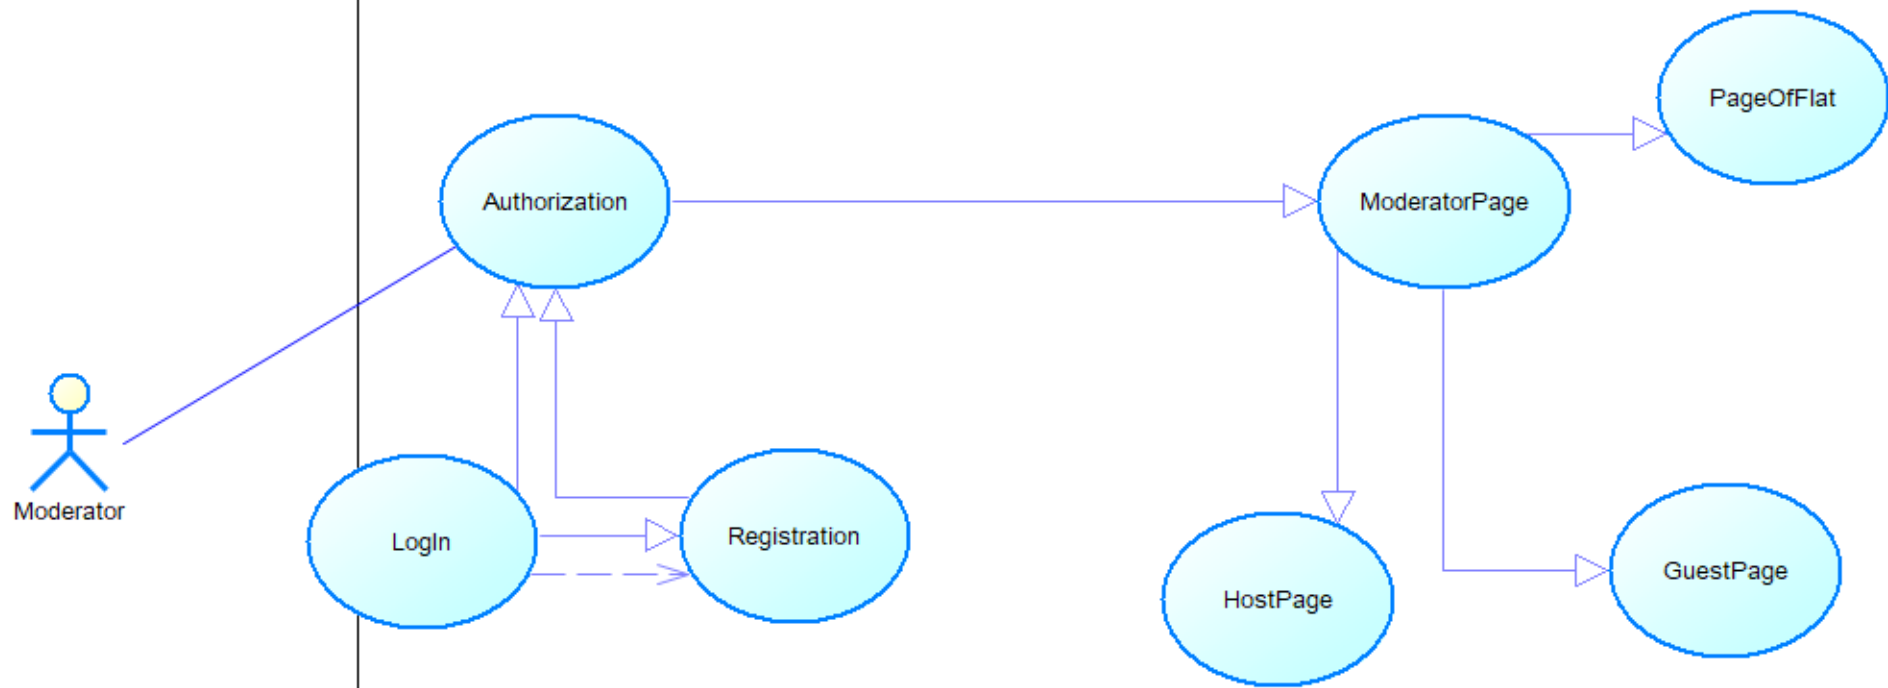 PageOfFlat
Authorization
ModeratorPage
Moderator
LogIn
Registration
HostPage
GuestPage